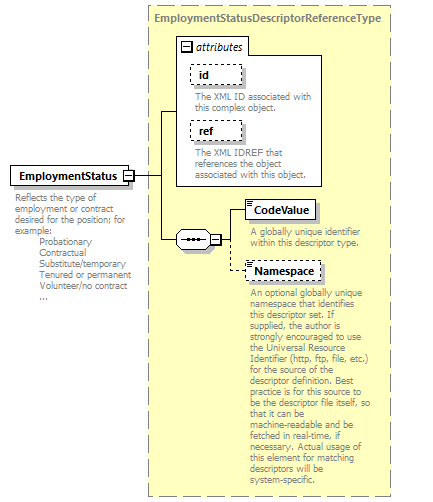 EmploymentStatusDescriptorReferenceType
attributes
id
The XML ID associated with
this complex object.
ref
The XML IDREF that
references the object
associated with this object.
EmploymentStatus
Reflects the type of
employment or contract
desired for the position; for
example:
Probationary
Contractual
Substitute/temporary
Tenured or permanent
Volunteer/no contract
...
CodeValue
A globally unique identifier
within this descriptor type.
Namespace
An optional globally unique
namespace that identifies
this descriptor set. If
supplied, the author is
strongly encouraged to use
the Universal Resource
Identifier (http, ftp, file, etc.)
for the source of the
descriptor definition. Best
practice is for this source to
be the descriptor file itself, so
that it can be
machine-readable and be
fetched in real-time, if
necessary. Actual usage of
this element for matching
descriptors will be
system-specific.